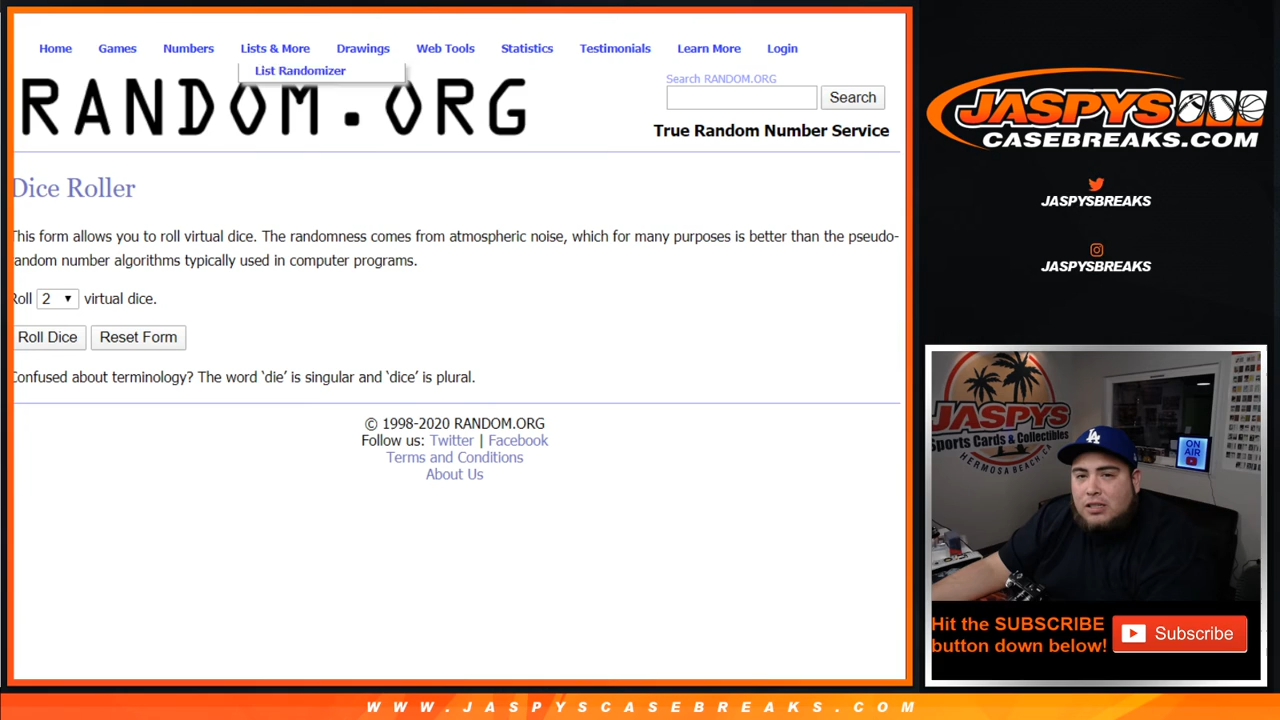 Home Games Numbers Lists & More Drawings Web Tools Statistics Testimonials Learn More Login
List Randomizer
RANDOM.ORG
Search RANDOM.ORG
Search
True Random Number Service
Dice Roller
This form allows you to roll virtual dice. The randomness comes from atmospheric noise, which for many purposes is better than the pseudo-
random number algorithms typically used in computer programs.
Roll 2 virtual dice.
Roll Dice Reset Form
Confused about terminology? The word ‘die’ is singular and ‘dice’ is plural.
© 1998-2020 RANDOM.ORG
Follow us: Twitter | Facebook
Terms and Conditions
About Us
JASPYS
CASEBREAKS.COM
JASPYSBREAKS
JASPYSBREAKS
JASPYS
Sports Cards & Collectibles
HERMOSA BEACH, CA
ON
AIR
Hit the SUBSCRIBE
button down below!
Subscribe
WWW.JASPYSCASEBREAKS.COM